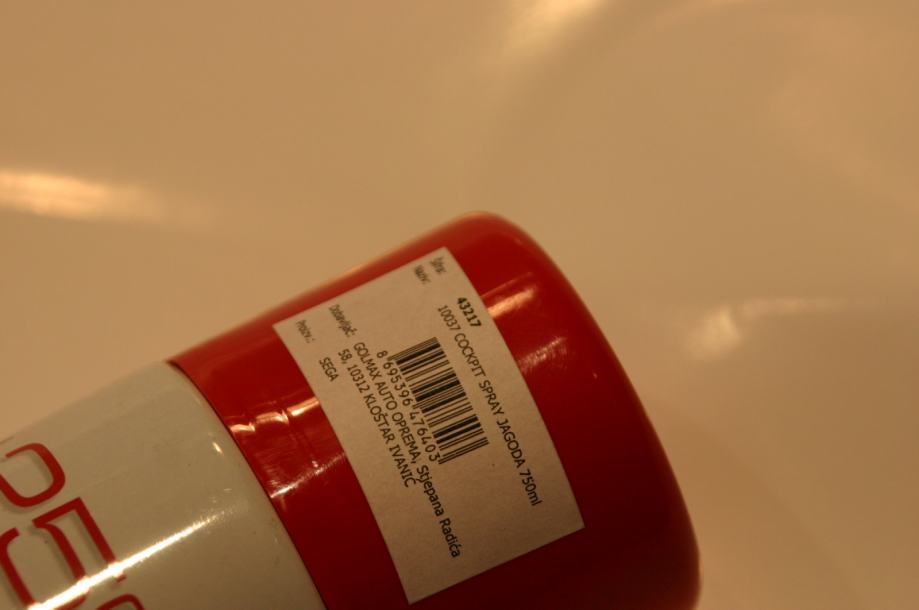 Šifra: 43217
Naziv: 10037 COCKPIT SPRAY JAGODA 750ml
8 695396 476403
Dobavljač: GOLMAX AUTO OPREMA, Stjepana Radića
58, 10312 KLOŠTAR IVANIĆ
Proizv.: SEGA